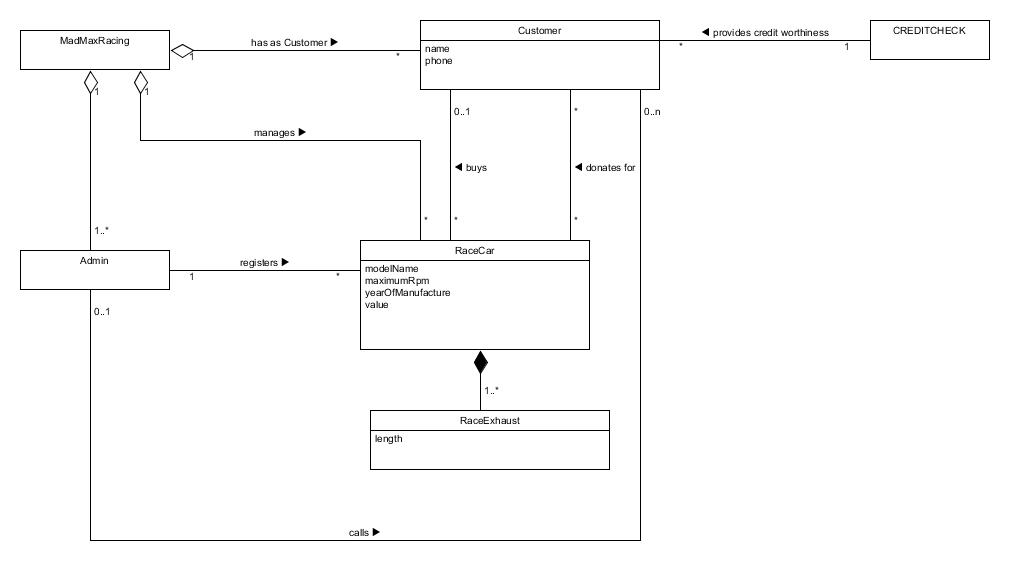 MadMaxRacing
1
has as Customer ▶
*
Customer
name
phone
*
◀ provides credit worthiness
1
CREDITCHECK
1
1
manages ▶
*
0..1
◀ buys
*
*
◀ donates for
*
0..n
1..*
Admin
1
registers ▶
*
RaceCar
modelName
maximumRpm
yearOfManufacture
value
0..1
1..*
RaceExhaust
length
calls ▶